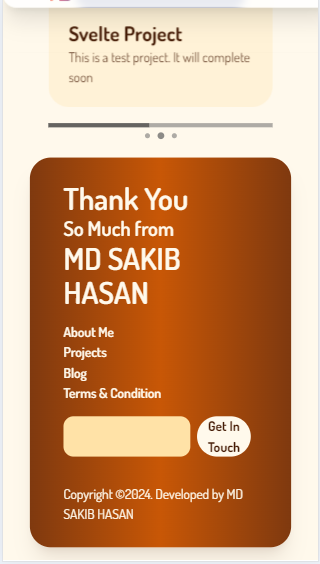 Svelte Project
This is a test project. It will complete
soon
Thank You
So Much from
MD SAKIB
HASAN
About Me
Projects
Blog
Terms & Condition
Get In
Touch
Copyright ©2024. Developed by MD
SAKIB HASAN